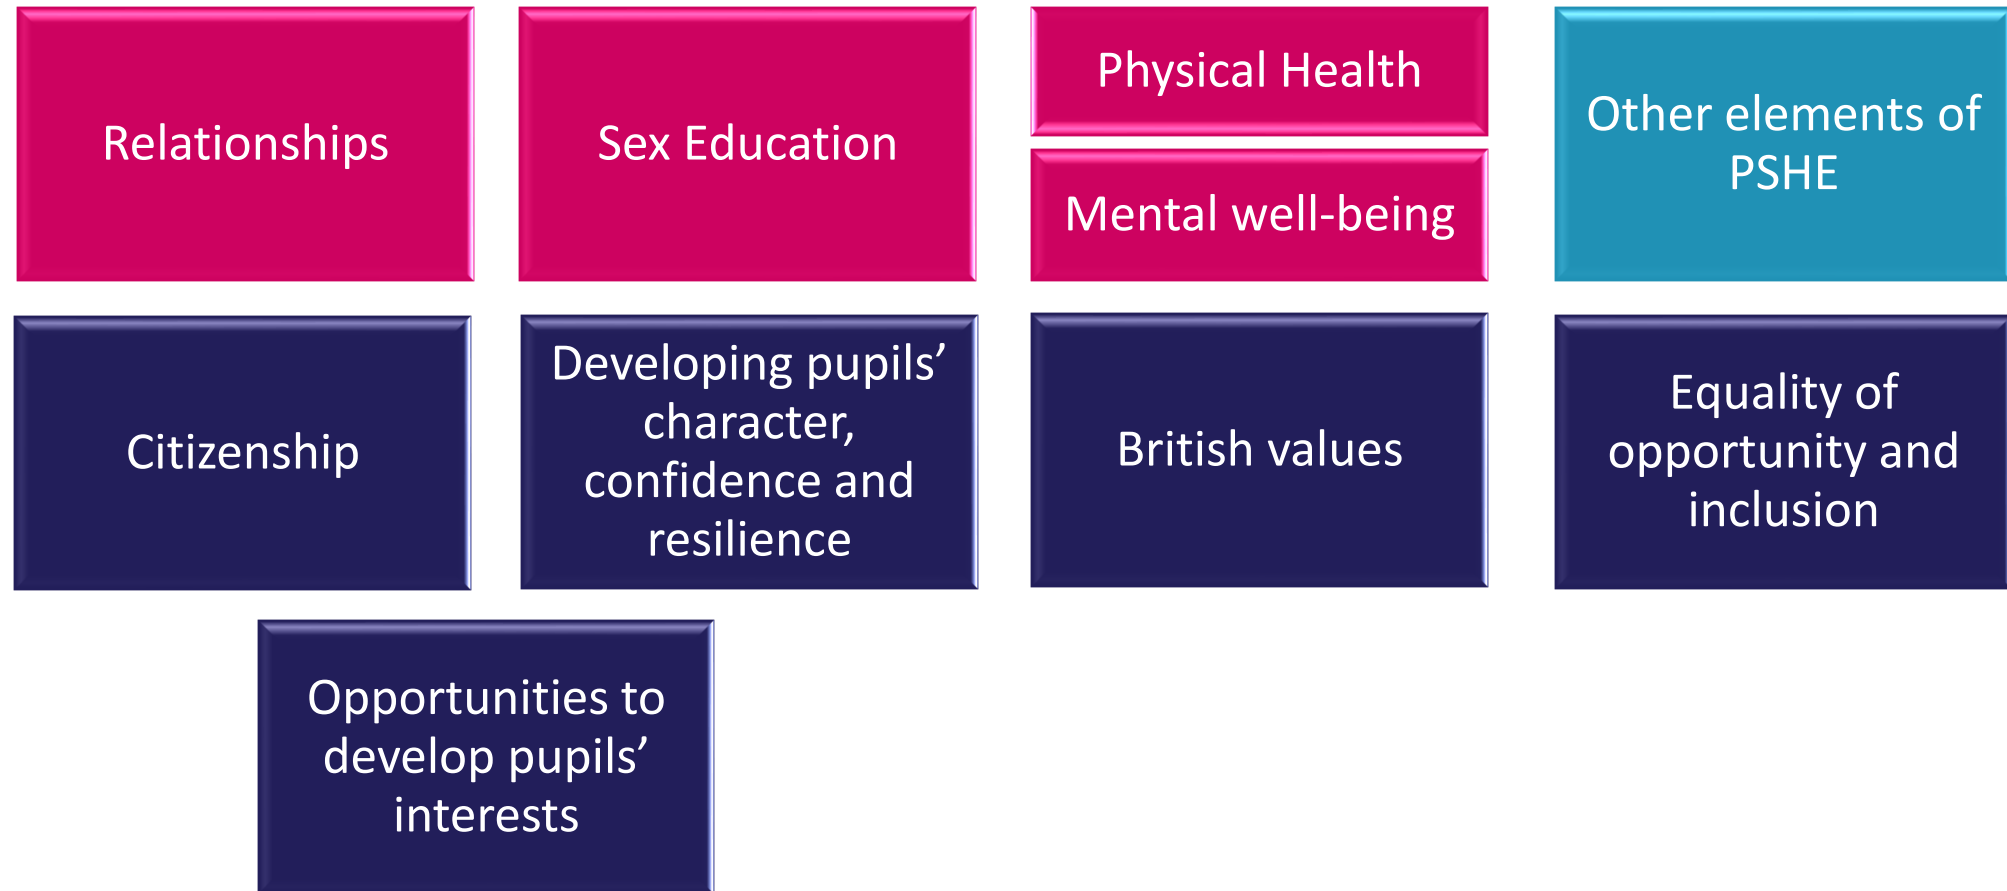 Relationships
Sex Education
Physical Health
Mental well-being
Other elements of
PSHE
Citizenship
Developing pupils’
character,
confidence and
resilience
British values
Equality of
opportunity and
inclusion
Opportunities to
develop pupils’
interests